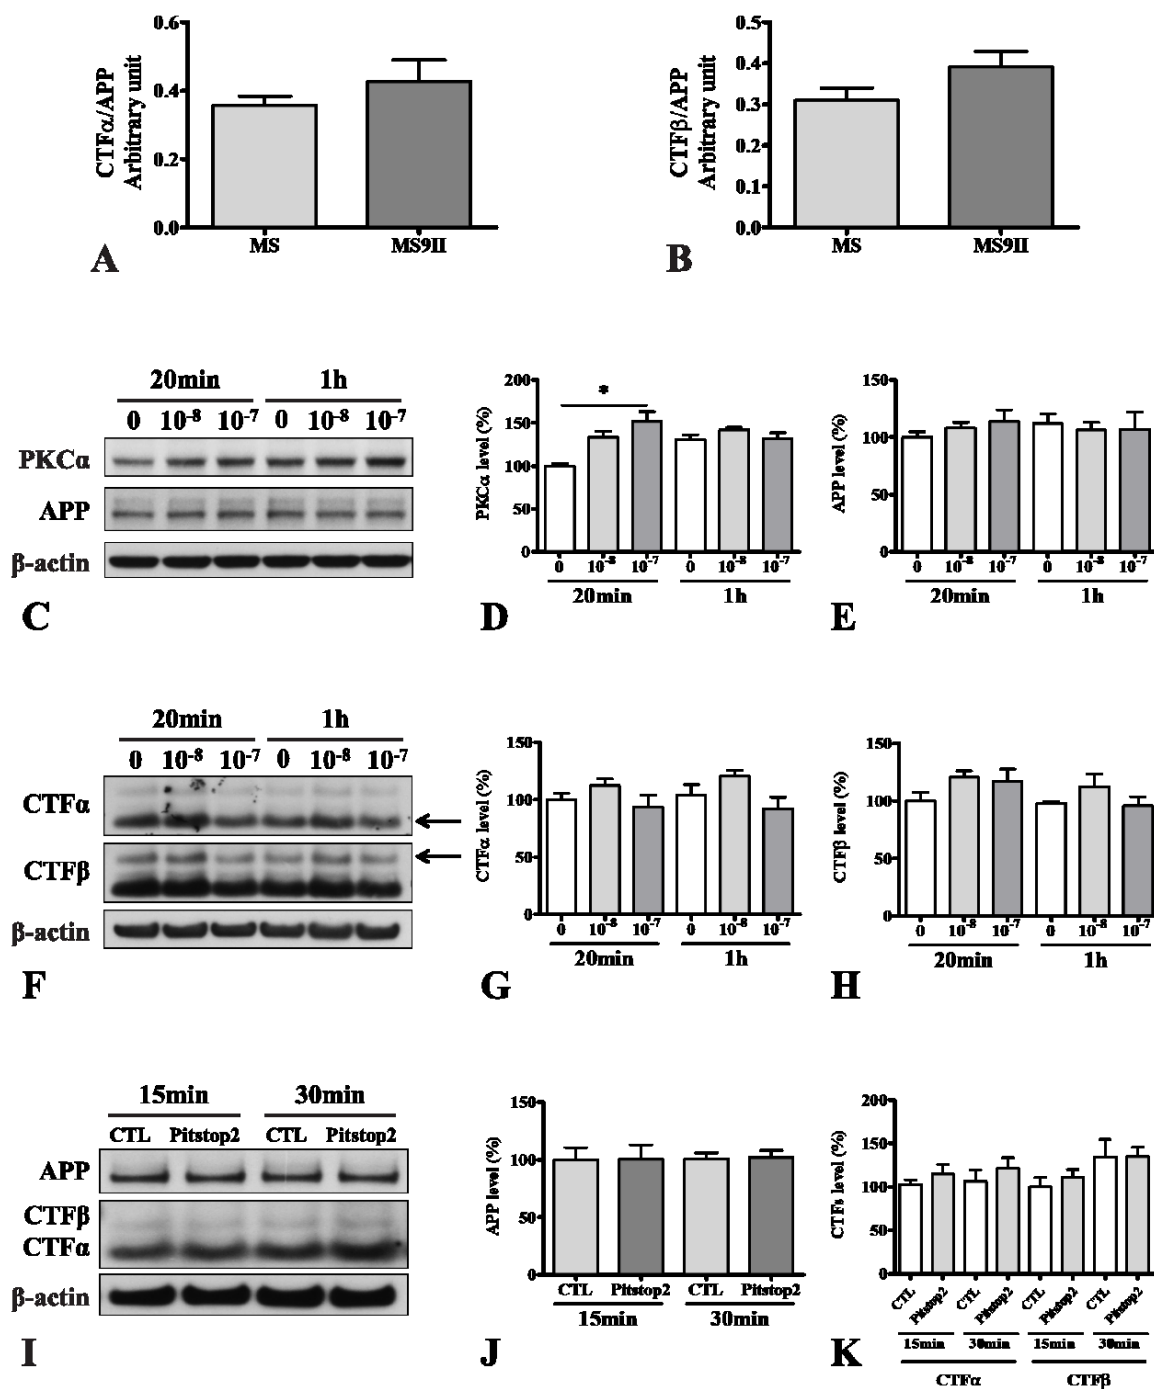 0.6
0.4
0.2
0.0
CTFα/APP
Arbitrary unit
MS MS9II
A
0.5
0.4
0.3
0.2
0.1
0.0
CTFβ/APP
Arbitrary unit
MS MS9II
B
20min 1h
0 10⁻⁸ 10⁻⁷ 0 10⁻⁸ 10⁻⁷
PKCα
APP
β-actin
C
200
150
100
50
0
PKCα level (%)
*
0 10⁻⁸ 10⁻⁷ 0 10⁻⁸ 10⁻⁷
20min 1h
D
150
100
50
0
APP level (%)
0 10⁻⁸ 10⁻⁷ 0 10⁻⁸ 10⁻⁷
20min 1h
E
20min 1h
0 10⁻⁸ 10⁻⁷ 0 10⁻⁸ 10⁻⁷
CTFα
CTFβ
β-actin
F
150
100
50
0
CTFα level (%)
0 10⁻⁸ 10⁻⁷ 0 10⁻⁸ 10⁻⁷
20min 1h
G
150
100
50
0
CTFβ level (%)
0 10⁻⁸ 10⁻⁷ 0 10⁻⁸ 10⁻⁷
20min 1h
H
15min 30min
CTL Pitstop2 CTL Pitstop2
APP
CTFβ
CTFα
β-actin
I
150
100
50
0
APP level (%)
CTL Pitstop2 CTL Pitstop2
15min 30min
J
200
150
100
50
0
CTFs level (%)
CTL Pitstop2 CTL Pitstop2 CTL Pitstop2 CTL Pitstop2
15min 30min 15min 30min
CTFα CTFβ
K